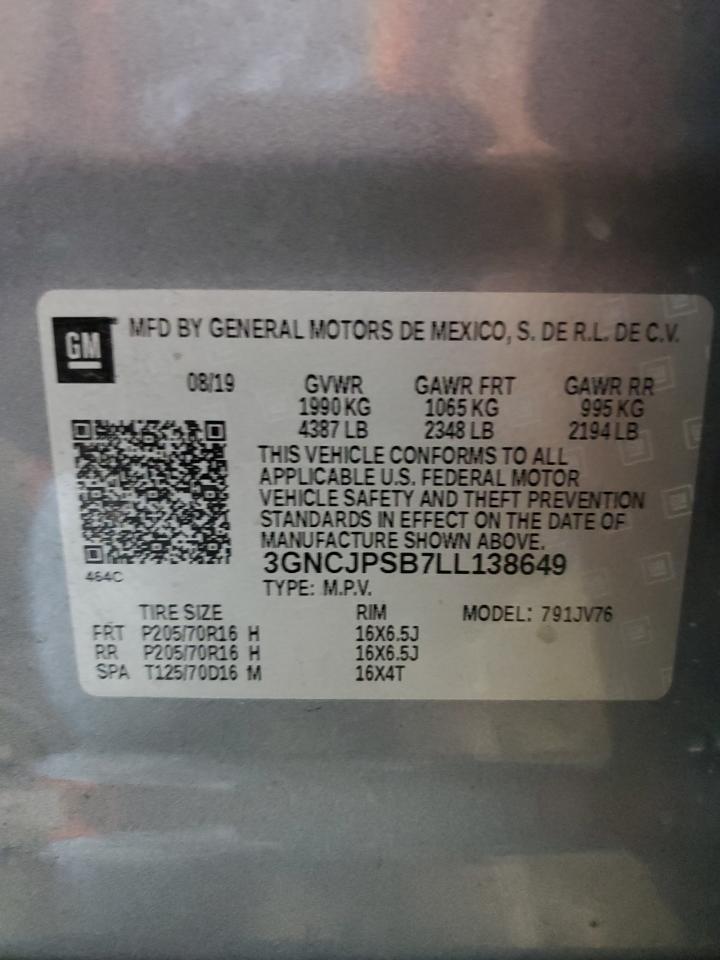 GM
MFD BY GENERAL MOTORS DE MEXICO, S. DE R.L. DE C.V.
08/19 GVWR GAWR FRT GAWR RR
1990 KG 1065 KG 995 KG
4387 LB 2348 LB 2194 LB
THIS VEHICLE CONFORMS TO ALL
APPLICABLE U.S. FEDERAL MOTOR
VEHICLE SAFETY AND THEFT PREVENTION
STANDARDS IN EFFECT ON THE DATE OF
MANUFACTURE SHOWN ABOVE.
464C
3GNCJPSB7LL138649
TYPE: M.P.V.
TIRE SIZE RIM MODEL: 791JV76
FRT P205/70R16 H 16X6.5J
RR P205/70R16 H 16X6.5J
SPA T125/70D16 M 16X4T